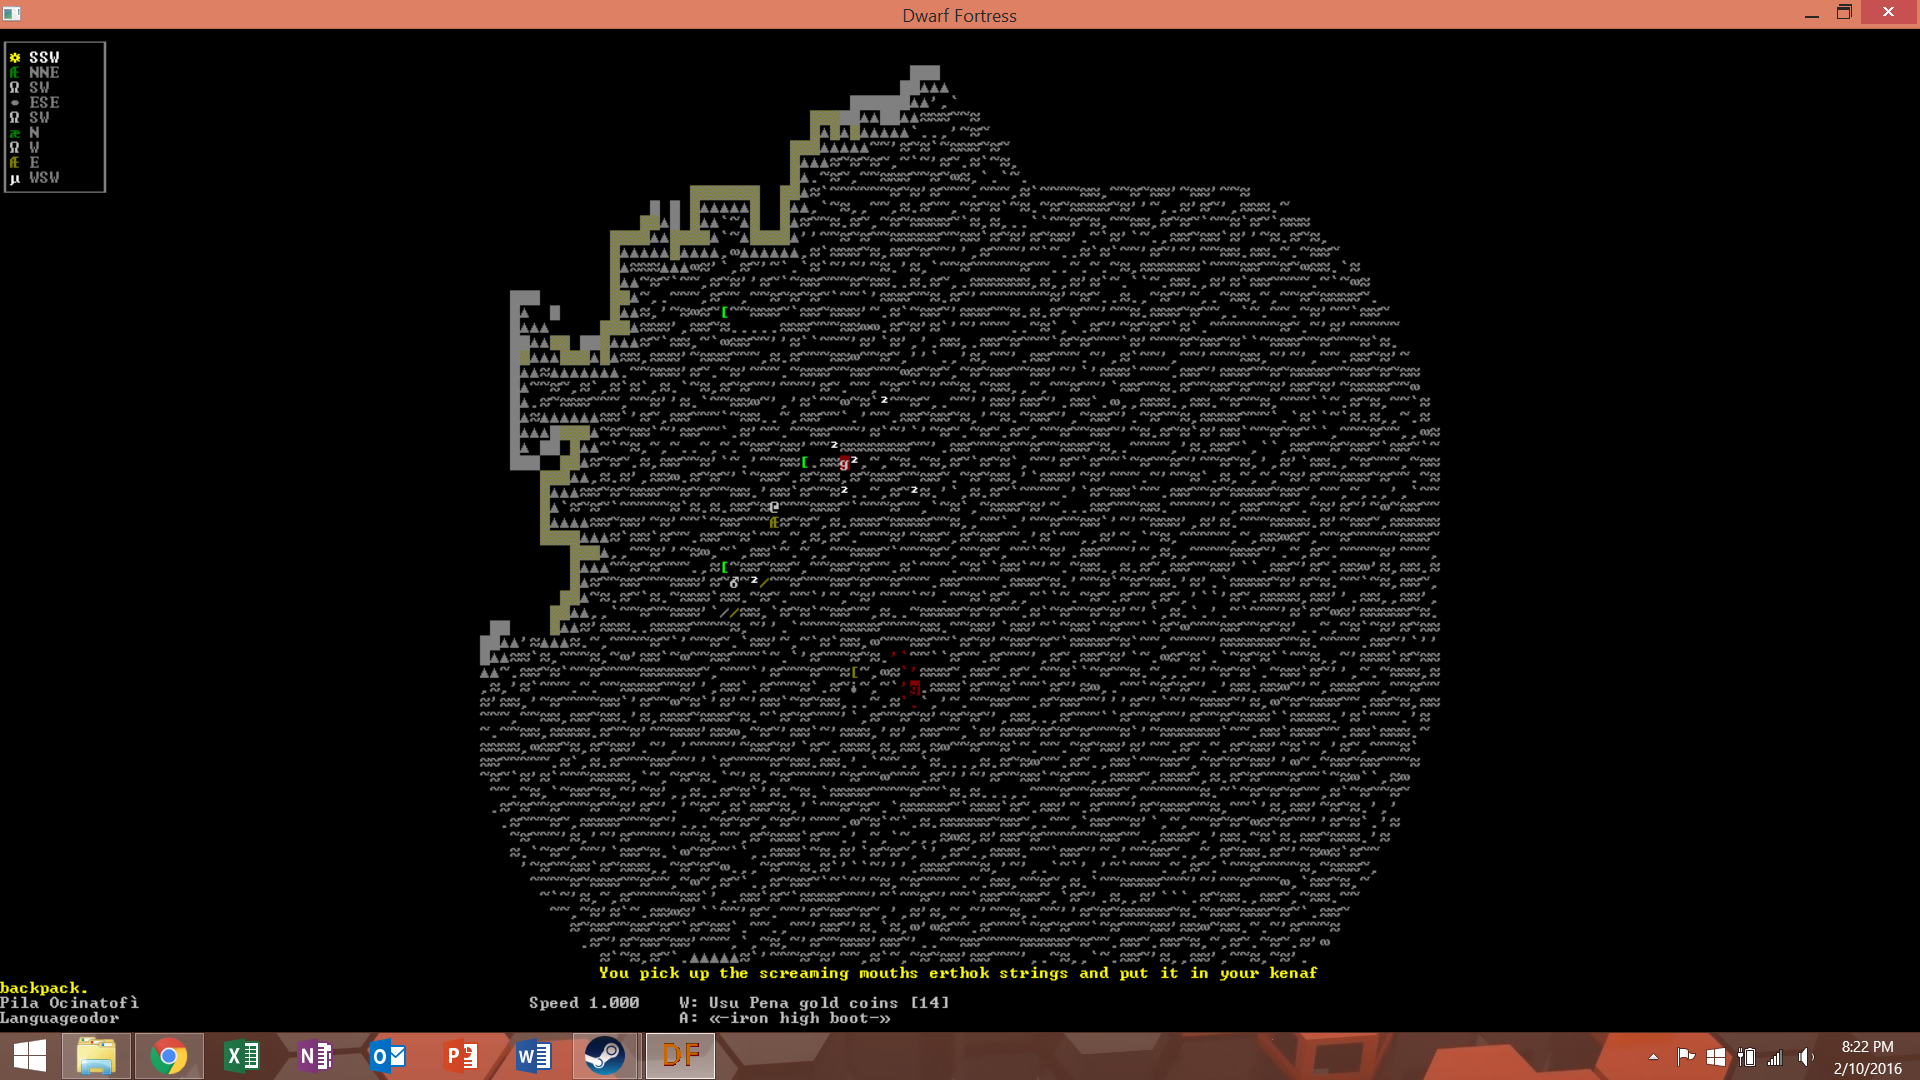 Dwarf Fortress
☼ SSW
Æ NNE
Ω SW
• ESE
Ω SW
æ N
Ω W
Æ E
µ WSW
You pick up the screaming mouths erthok strings and put it in your kenaf
backpack.
Pila Ocinatofì Speed 1.000 W: Usu Pena gold coins [14]
Languageodor A: «-iron high boot-»
DF
8:22 PM
2/10/2016